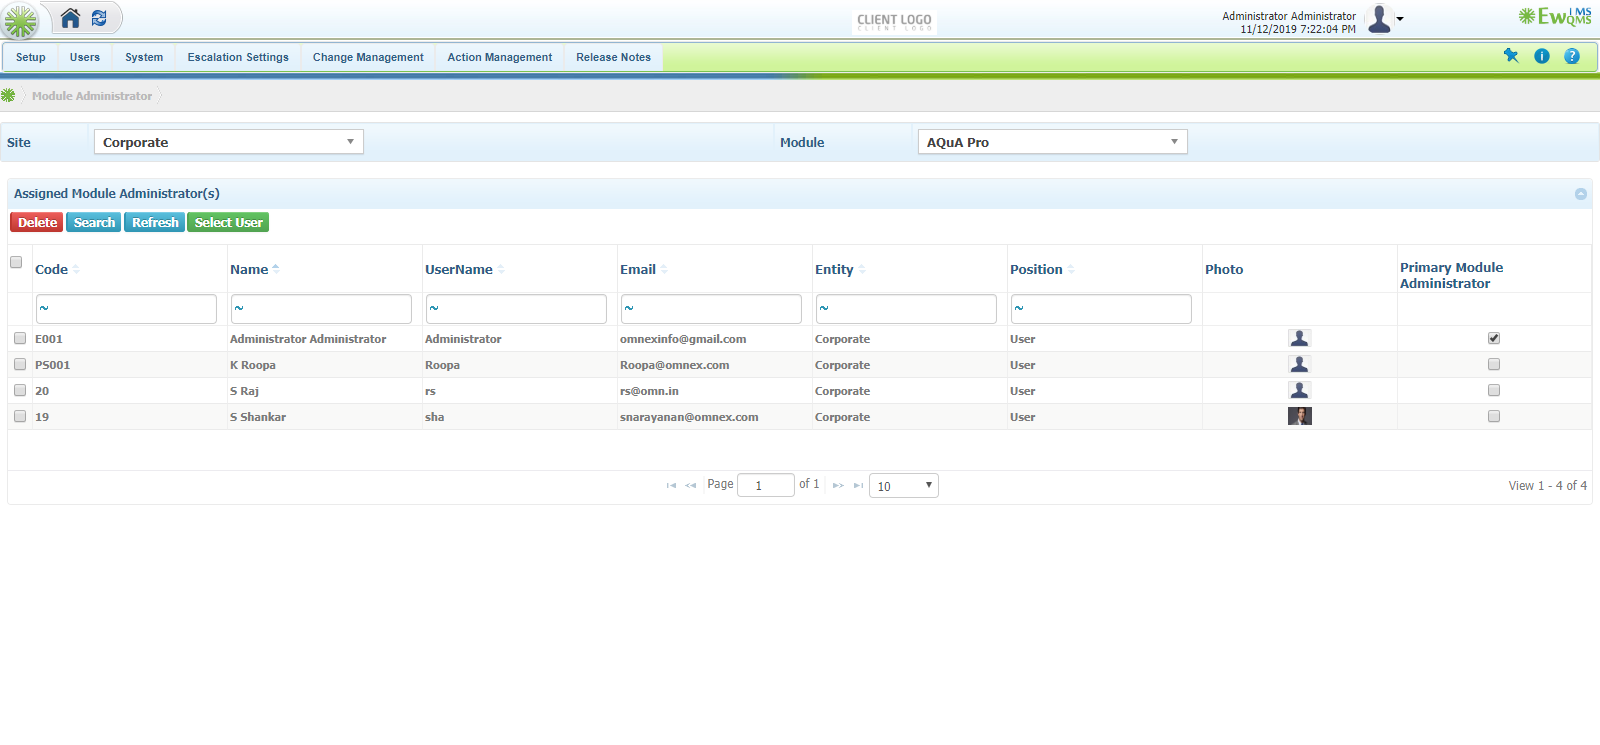 CLIENT LOGO
CLIENT LOGO
Administrator Administrator
11/12/2019 7:22:04 PM
EwIMS
QMS
Setup Users System Escalation Settings Change Management Action Management Release Notes
Module Administrator
Site Corporate Module AQuA Pro
Assigned Module Administrator(s)
Delete Search Refresh Select User
Code Name UserName Email Entity Position Photo Primary Module
Administrator
~ ~ ~ ~ ~ ~
E001 Administrator Administrator Administrator omnexinfo@gmail.com Corporate User
PS001 K Roopa Roopa Roopa@omnex.com Corporate User
20 S Raj rs rs@omn.in Corporate User
19 S Shankar sha snarayanan@omnex.com Corporate User
Page 1 of 1 10 View 1 - 4 of 4